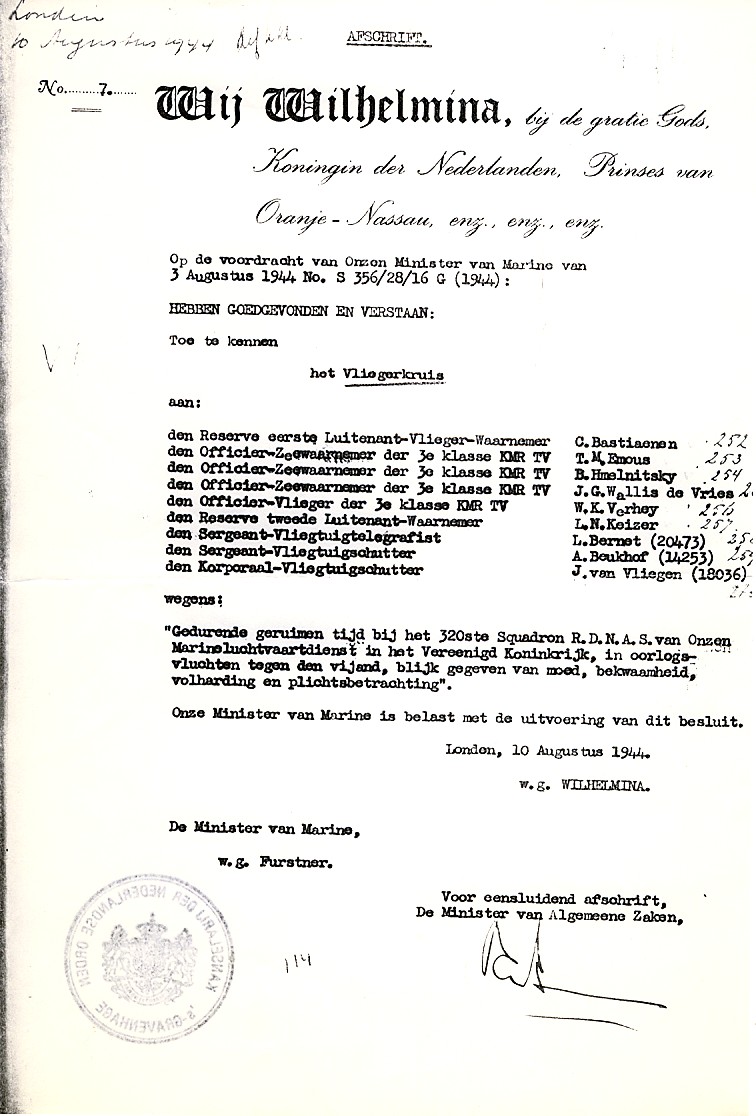 Londen
10 Augustus 1944
AFSCHRIFT.
No.........7.......
Wij Wilhelmina, bij de gratie Gods,
Koningin der Nederlanden, Prinses van
Oranje-Nassau, enz., enz., enz.
Op de voordracht van Onzen Minister van Marine van
3 Augustus 1944 No. S 356/28/16 G (1944):
HEBBEN GOEDGEVONDEN EN VERSTAAN:
Toe te kennen
het Vliegerkruis
aan:
den Reserve eerste Luitenant-Vlieger-Waarnemer C.Bastiaenen 252
den Officier-Zeewaarnemer der 3e klasse KMR TV T.M.Emous 253
den Officier-Zeewaarnemer der 3e klasse KMR TV B.Hmelnitsky 254
den Officier-Zeewaarnemer der 3e klasse KMR TV J.G.Wallis de Vries
den Officier-Vlieger der 3e klasse KMR TV W.K.Verhey 256
den Reserve tweede Luitenant-Waarnemer L.N.Keizer 257
den Sergeant-Vliegtuigtelegrafist L.Bernet (20473)
den Sergeant-Vliegtuigschutter A.Beukhof (14253)
den Korporaal-Vliegtuigschutter J.van Vliegen (18036)
wegens:
"Gedurende geruimen tijd bij het 320ste Squadron R.D.N.A.S.van Onzen
Marineluchtvaartdienst in het Vereenigd Koninkrijk, in oorlogs-
vluchten tegen den vijand, blijk gegeven van moed, bekwaamheid,
volharding en plichtsbetrachting".
Onze Minister van Marine is belast met de uitvoering van dit besluit.
Londen, 10 Augustus 1944.
w.g. WILHELMINA.
De Minister van Marine,
w.g. Furstner.
Voor eensluidend afschrift,
De Minister van Algemeene Zaken,
KANSELARIJ DER NEDERLANDSE ORDEN
'S-GRAVENHAGE
114